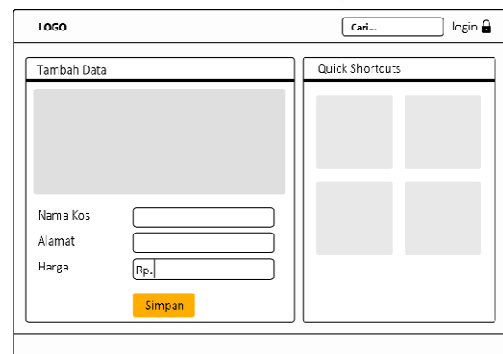 LOGO
Cari...
login
Tambah Data
Quick Shortcuts
Nama Kos
Alamat
Harga
Rp.
Simpan